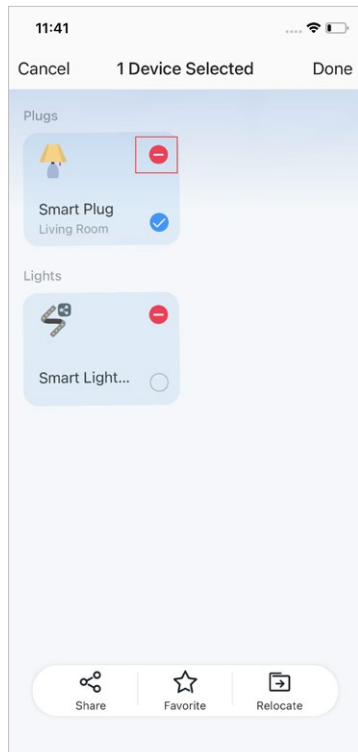 11:41
Cancel 1 Device Selected Done
Plugs
Smart Plug
Living Room
Lights
Smart Light...
Share Favorite Relocate